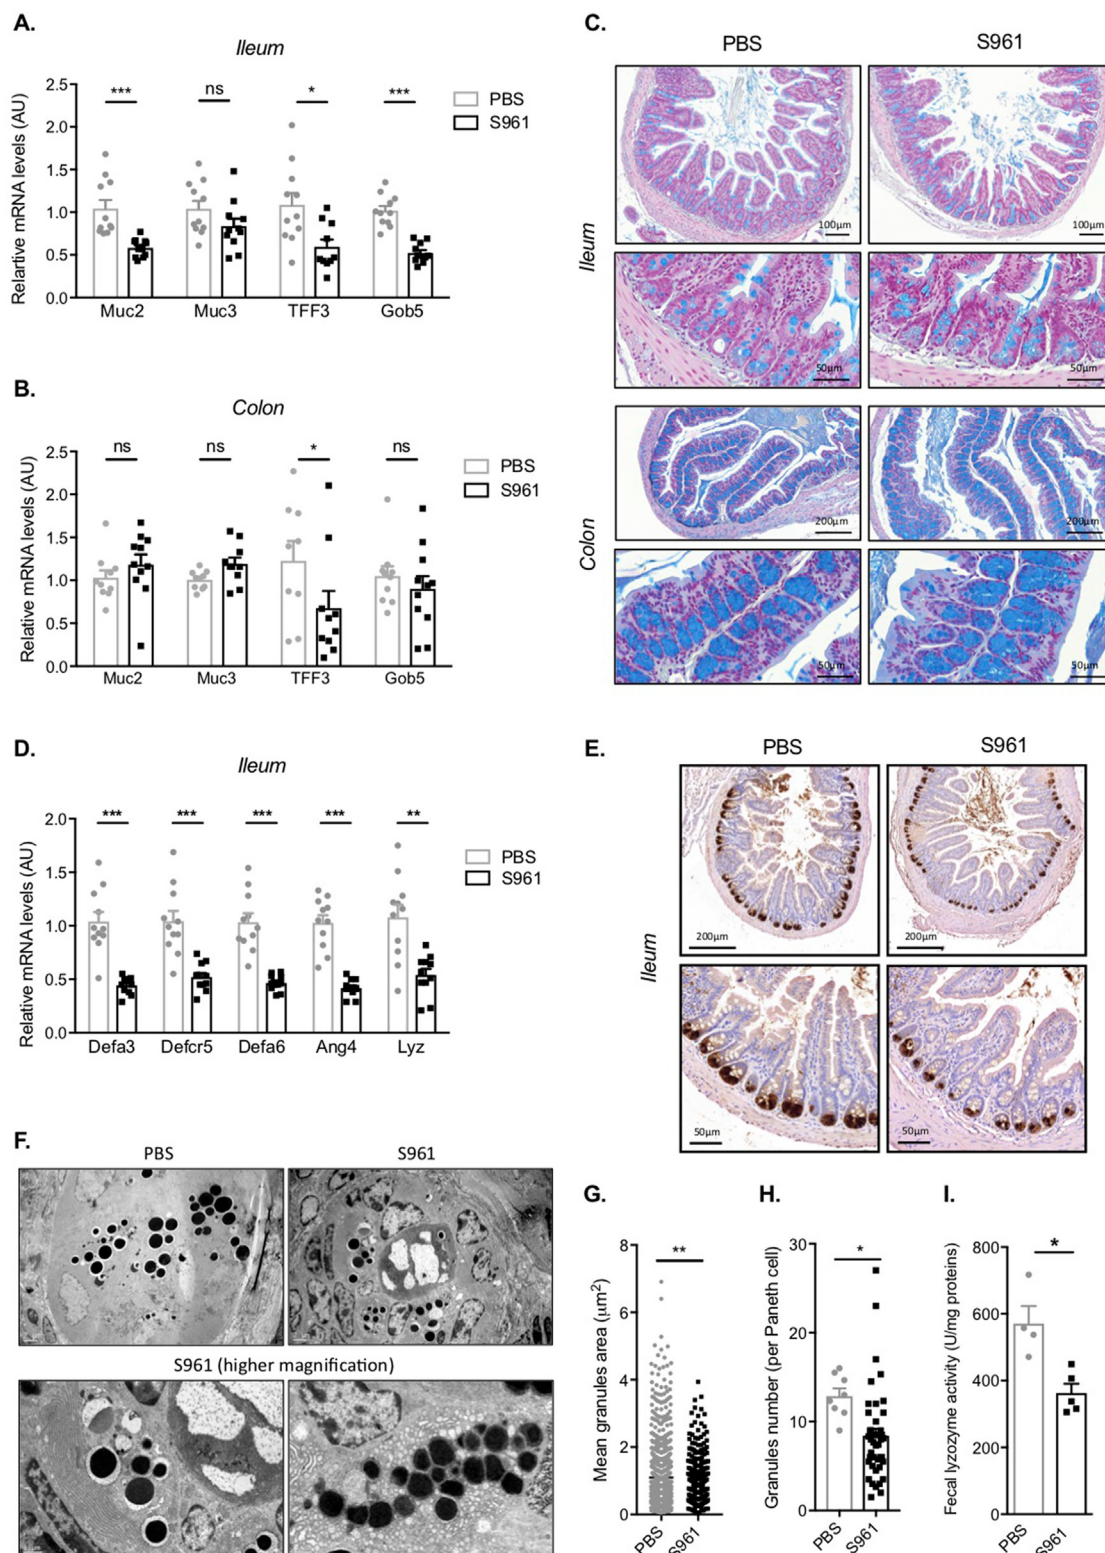 A.
Ileum
Relartive mRNA levels (AU)
2.5
2.0
1.5
1.0
0.5
0.0
*** ns * ***
PBS
S961
Muc2 Muc3 TFF3 Gob5
B.
Colon
Relative mRNA levels (AU)
2.5
2.0
1.5
1.0
0.5
0.0
ns ns * ns
PBS
S961
Muc2 Muc3 TFF3 Gob5
C.
PBS S961
Ileum
100µm 100µm
50µm 50µm
Colon
200µm 200µm
50µm 50µm
D.
Ileum
Relative mRNA levels (AU)
2.0
1.5
1.0
0.5
0.0
*** *** *** *** **
PBS
S961
Defa3 Defcr5 Defa6 Ang4 Lyz
E.
PBS S961
Ileum
200µm 200µm
50µm 50µm
F.
PBS S961
S961 (higher magnification)
G.
Mean granules area (µm²)
8
6
4
2
0
**
PBS S961
H.
Granules number (per Paneth cell)
30
20
10
0
*
PBS S961
I.
Fecal lyzozyme activity (U/mg proteins)
800
600
400
200
0
*
PBS S961